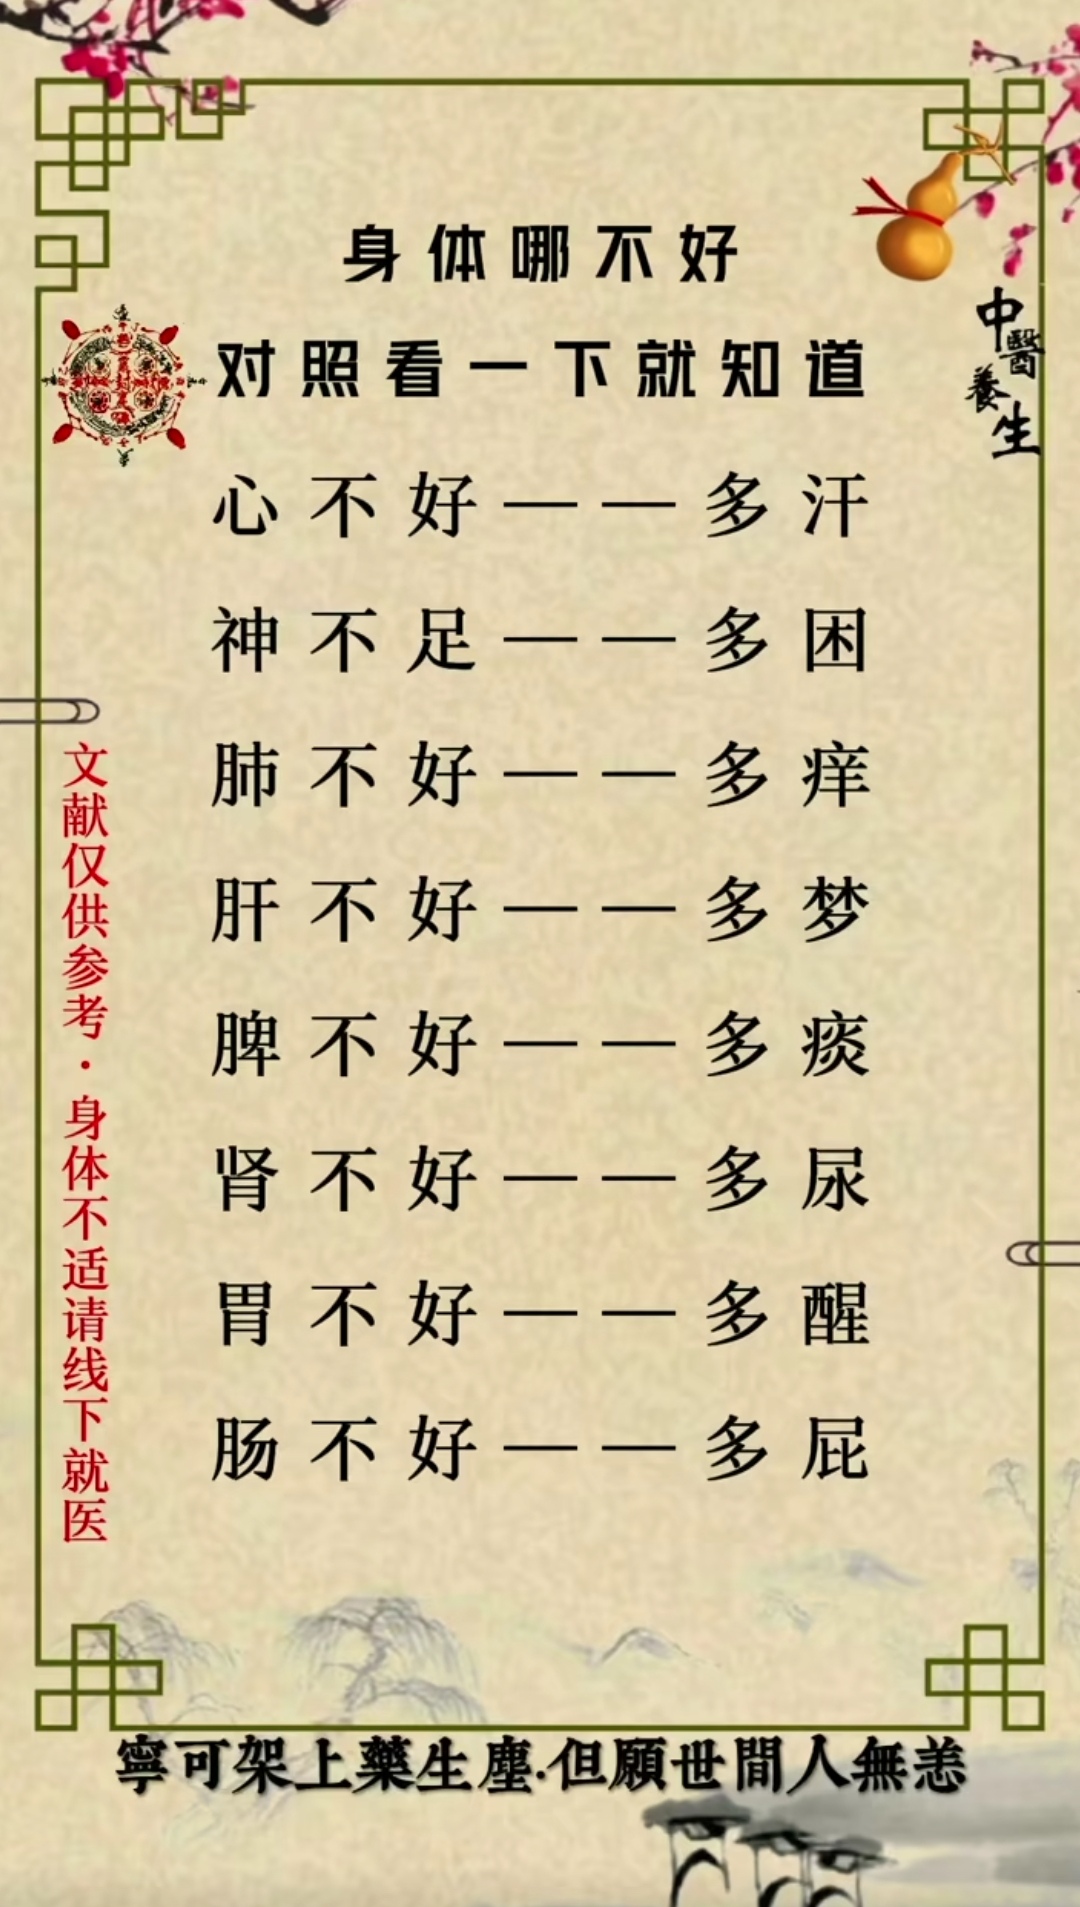 身体哪不好
对照看一下就知道
中醫養生
心不好——多汗
神不足——多困
肺不好——多痒
肝不好——多梦
脾不好——多痰
肾不好——多尿
胃不好——多醒
肠不好——多屁
文献仅供参考·身体不适请线下就医
寧可架上藥生塵.但願世間人無恙